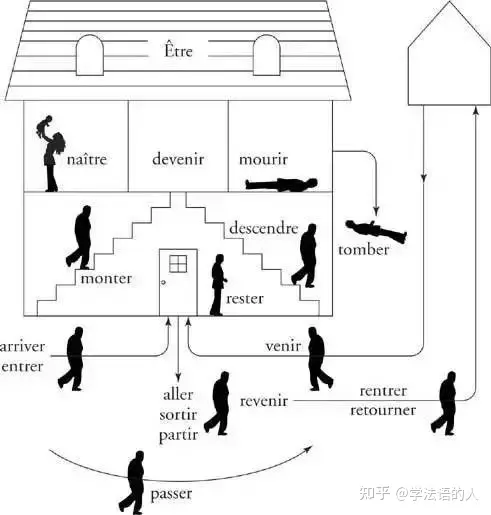 Être
naître
devenir
mourir
descendre
tomber
monter
rester
arriver
entrer
venir
aller
sortir
partir
revenir
rentrer
retourner
passer
知乎 @学法语的人